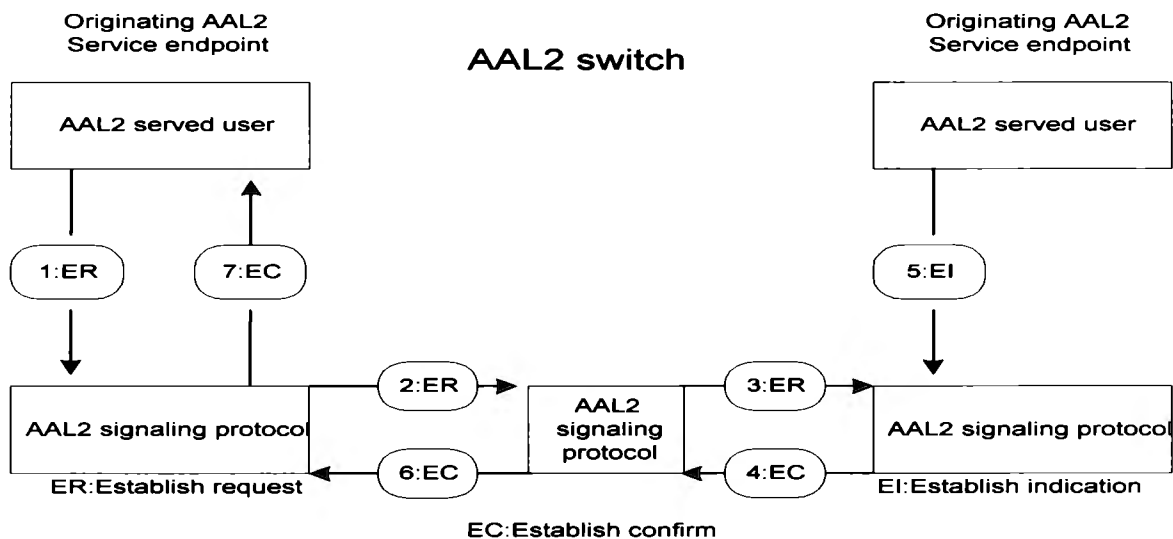 Originating AAL2
Service endpoint
AAL2 switch
Originating AAL2
Service endpoint
AAL2 served user
AAL2 served user
1:ER
7:EC
5:EI
2:ER
3:ER
AAL2 signaling protocol
AAL2
signaling
protocol
AAL2 signaling protocol
6:EC
4:EC
ER:Establish request
EI:Establish indication
EC:Establish confirm